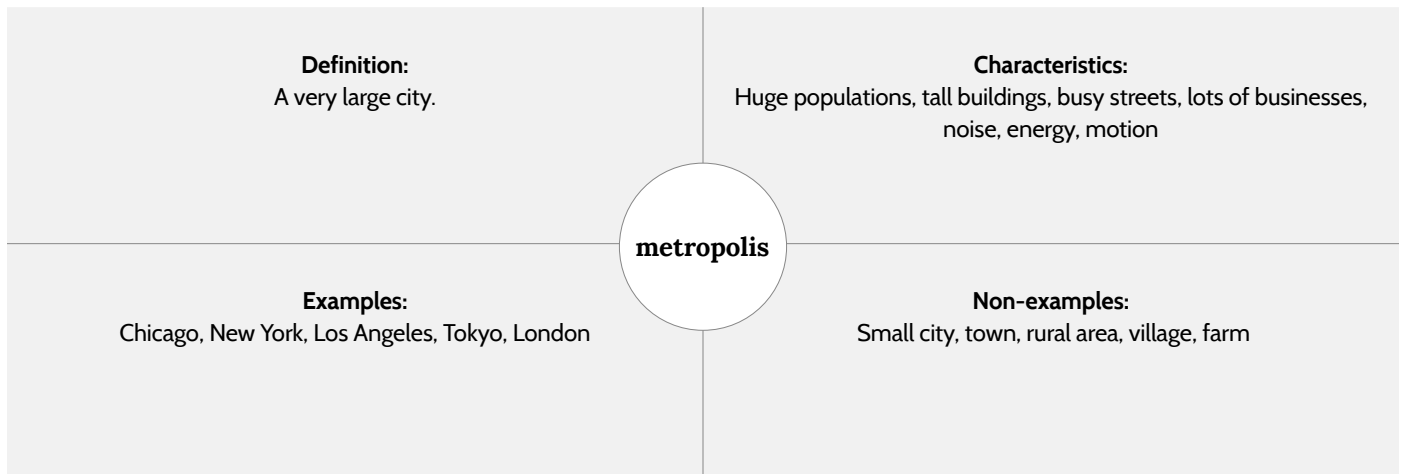 Definition:
A very large city.
Characteristics:
Huge populations, tall buildings, busy streets, lots of businesses,
noise, energy, motion
metropolis
Examples:
Chicago, New York, Los Angeles, Tokyo, London
Non-examples:
Small city, town, rural area, village, farm